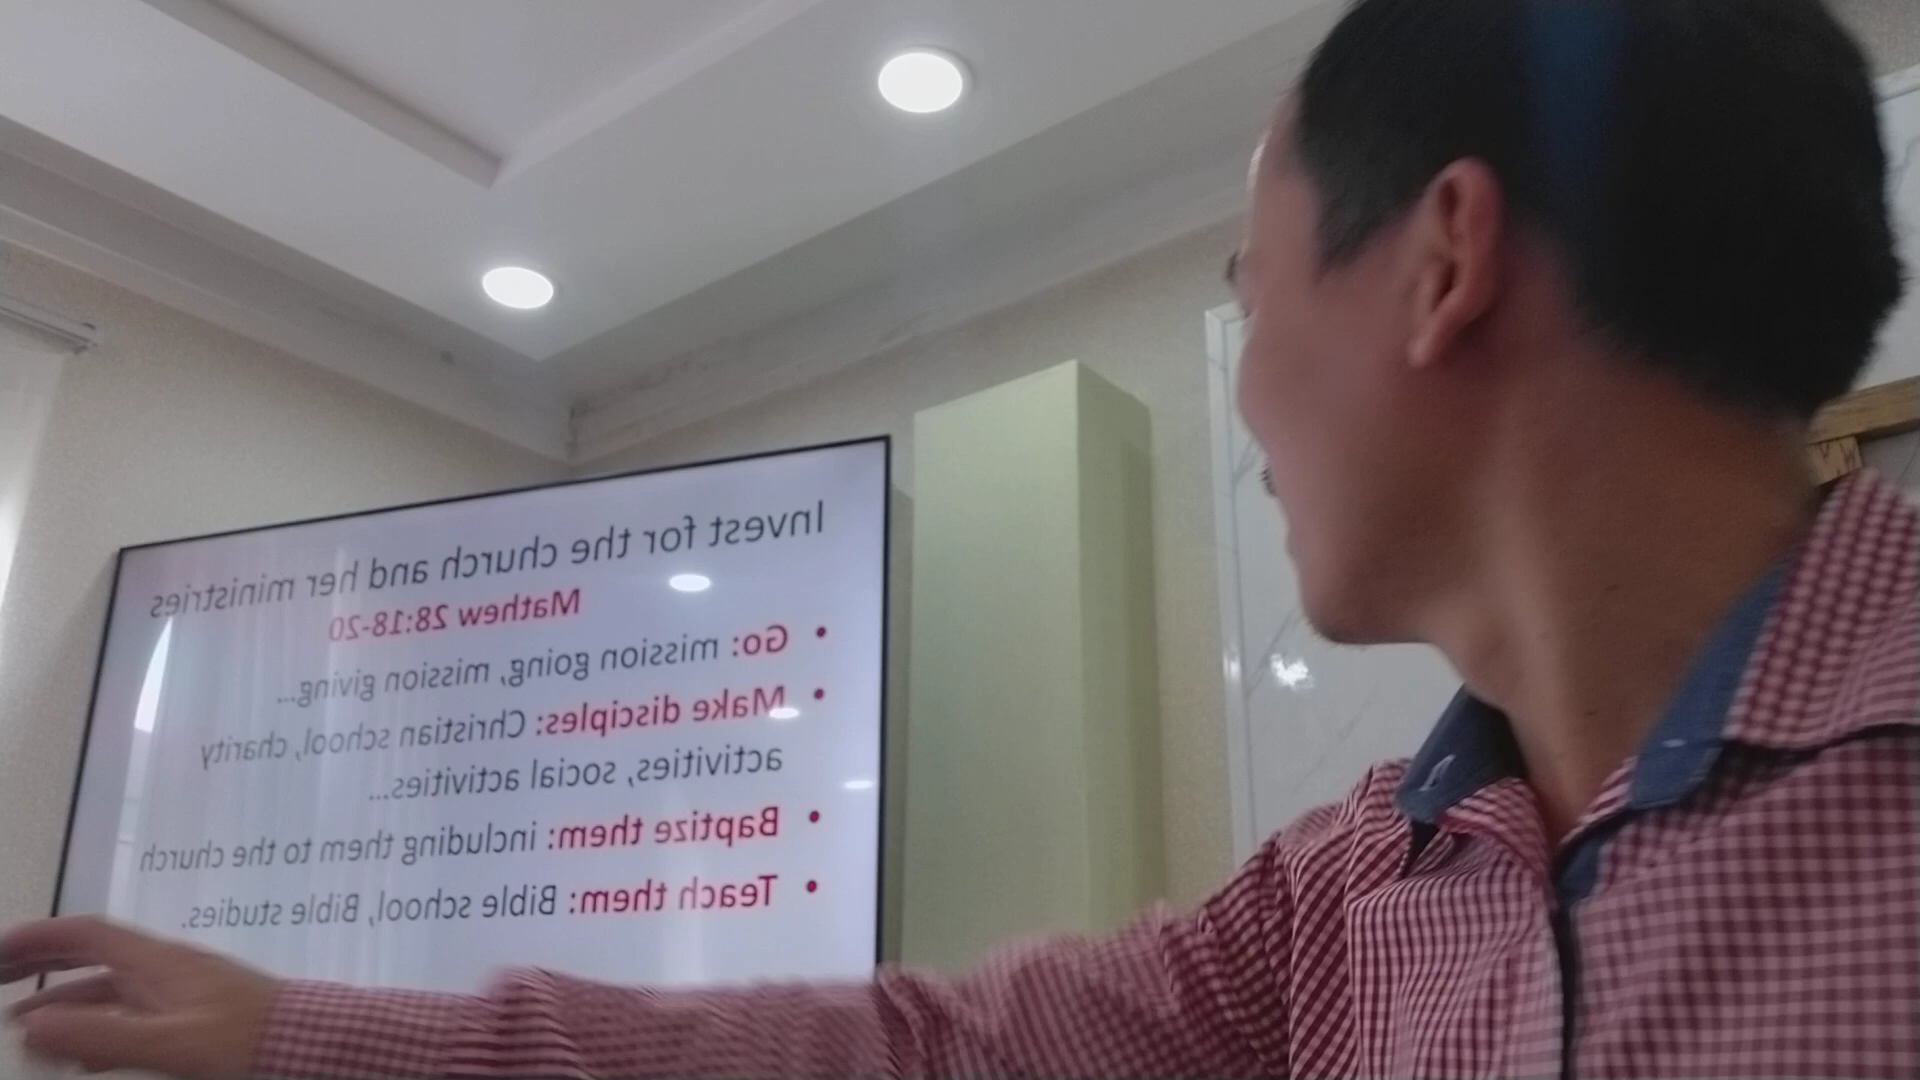 Invest for the church and her ministries
Mathew 28:18-20
• Go: mission going, mission giving...
• Make disciples: Christian school, charity
activities, social activities...
• Baptize them: including them to the church
• Teach them: Bible school, Bible studies.